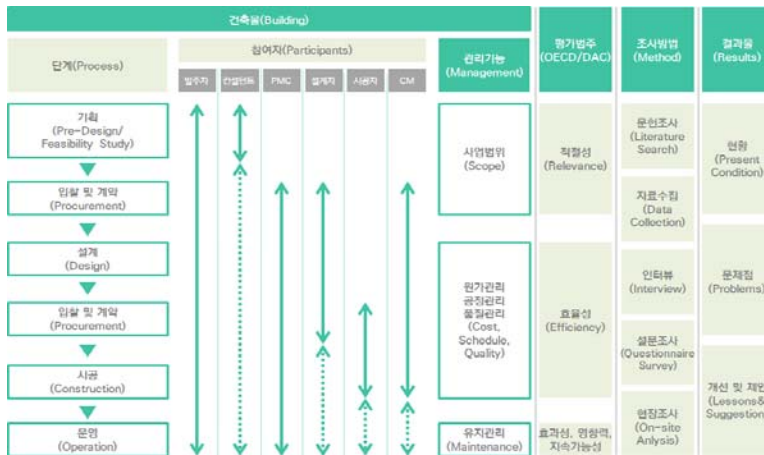 건축물(Building)
단계(Process)
참여자(Participants)
발주자
컨설턴트
PMC
설계자
시공자
CM
관리기능
(Management)
평가범주
(OECD/DAC)
조사방법
(Method)
결과물
(Results)
기획
(Pre-Design/
Feasibility Study)
입찰 및 계약
(Procurement)
설계
(Design)
입찰 및 계약
(Procurement)
시공
(Construction)
운영
(Operation)
사업범위
(Scope)
원가관리
공정관리
품질관리
(Cost,
Schedule,
Quality)
유지관리
(Maintenance)
적절성
(Relevance)
효율성
(Efficiency)
효과성, 영향력,
지속가능성
문헌조사
(Literature
Search)
자료수집
(Data
Collection)
인터뷰
(Interview)
설문조사
(Questionnaire
Survey)
현장조사
(On-site
Anlysis)
현황
(Present
Condition)
문제점
(Problems)
개선 및 제안
(Lessons&
Suggestion